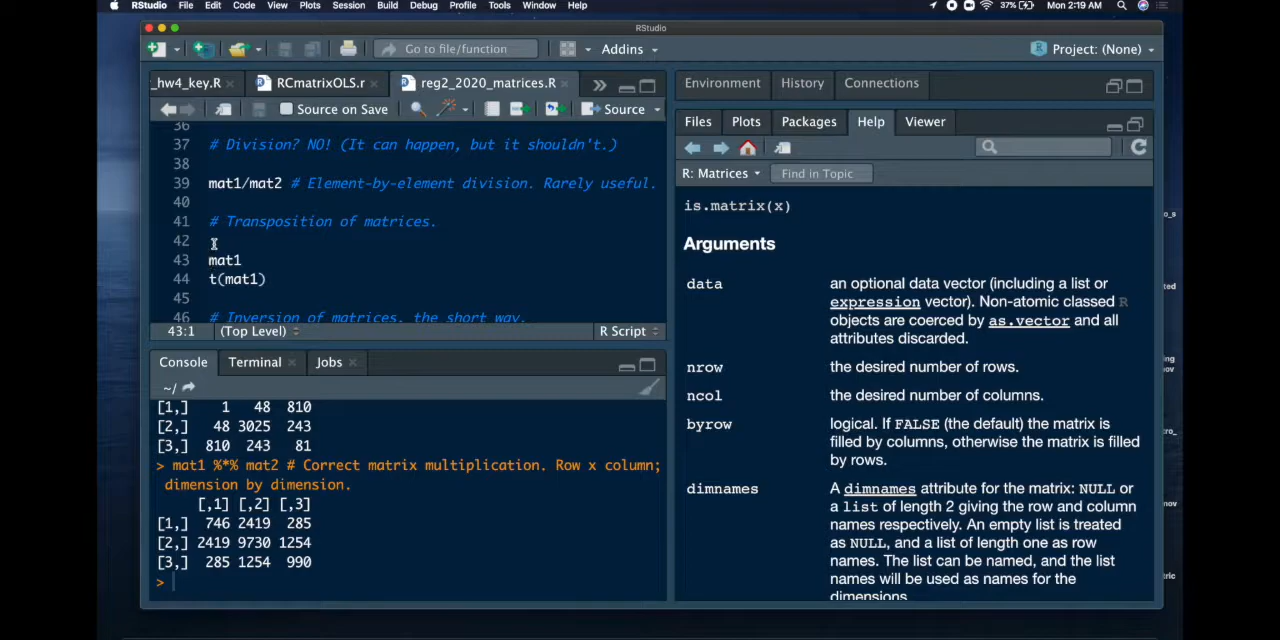 RStudio File Edit Code View Plots Session Build Debug Profile Tools Window Help 37% Mon 2:19 AM
RStudio
Go to file/function Addins Project: (None)
_hw4_key.R RCmatrixOLS.r reg2_2020_matrices.R
Source on Save Source
36
37 # Division? NO! (It can happen, but it shouldn't.)
38
39 mat1/mat2 # Element-by-element division. Rarely useful.
40
41 # Transposition of matrices.
42
43 mat1
44 t(mat1)
45
46 # Inversion of matrices, the short way.
43:1 (Top Level) R Script
Console Terminal Jobs
~/
[1,] 1 48 810
[2,] 48 3025 243
[3,] 810 243 81
> mat1 %*% mat2 # Correct matrix multiplication. Row x column;
dimension by dimension.
[,1] [,2] [,3]
[1,] 746 2419 285
[2,] 2419 9730 1254
[3,] 285 1254 990
>
Environment History Connections
Files Plots Packages Help Viewer
R: Matrices Find in Topic
is.matrix(x)
Arguments
data an optional data vector (including a list or
expression vector). Non-atomic classed R
objects are coerced by as.vector and all
attributes discarded.
nrow the desired number of rows.
ncol the desired number of columns.
byrow logical. If FALSE (the default) the matrix is
filled by columns, otherwise the matrix is filled
by rows.
dimnames A dimnames attribute for the matrix: NULL or
a list of length 2 giving the row and column
names respectively. An empty list is treated
as NULL, and a list of length one as row
names. The list can be named, and the list
names will be used as names for the
dimensions.